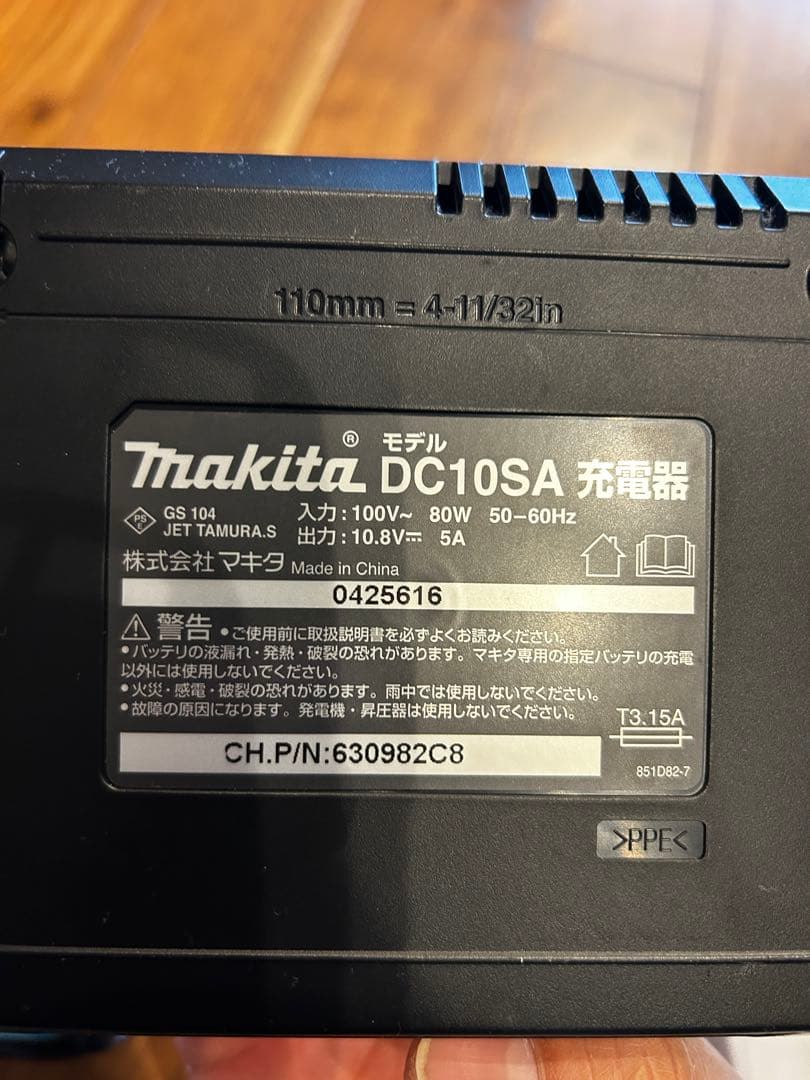 110mm = 4-11/32in
makita® モデル DC10SA 充電器
PSE GS 104 JET TAMURA.S
入力:100V~ 80W 50-60Hz
出力:10.8V⎓ 5A
株式会社マキタ Made in China
0425616
⚠警告 •ご使用前に取扱説明書を必ずよくお読みください。
•バッテリの液漏れ・発熱・破裂の恐れがあります。マキタ専用の指定バッテリの充電
以外には使用しないでください。
•火災・感電・破裂の恐れがあります。雨中では使用しないでください。
•故障の原因になります。発電機・昇圧器は使用しないでください。
T3.15A
CH.P/N:630982C8
851D82-7
>PPE<